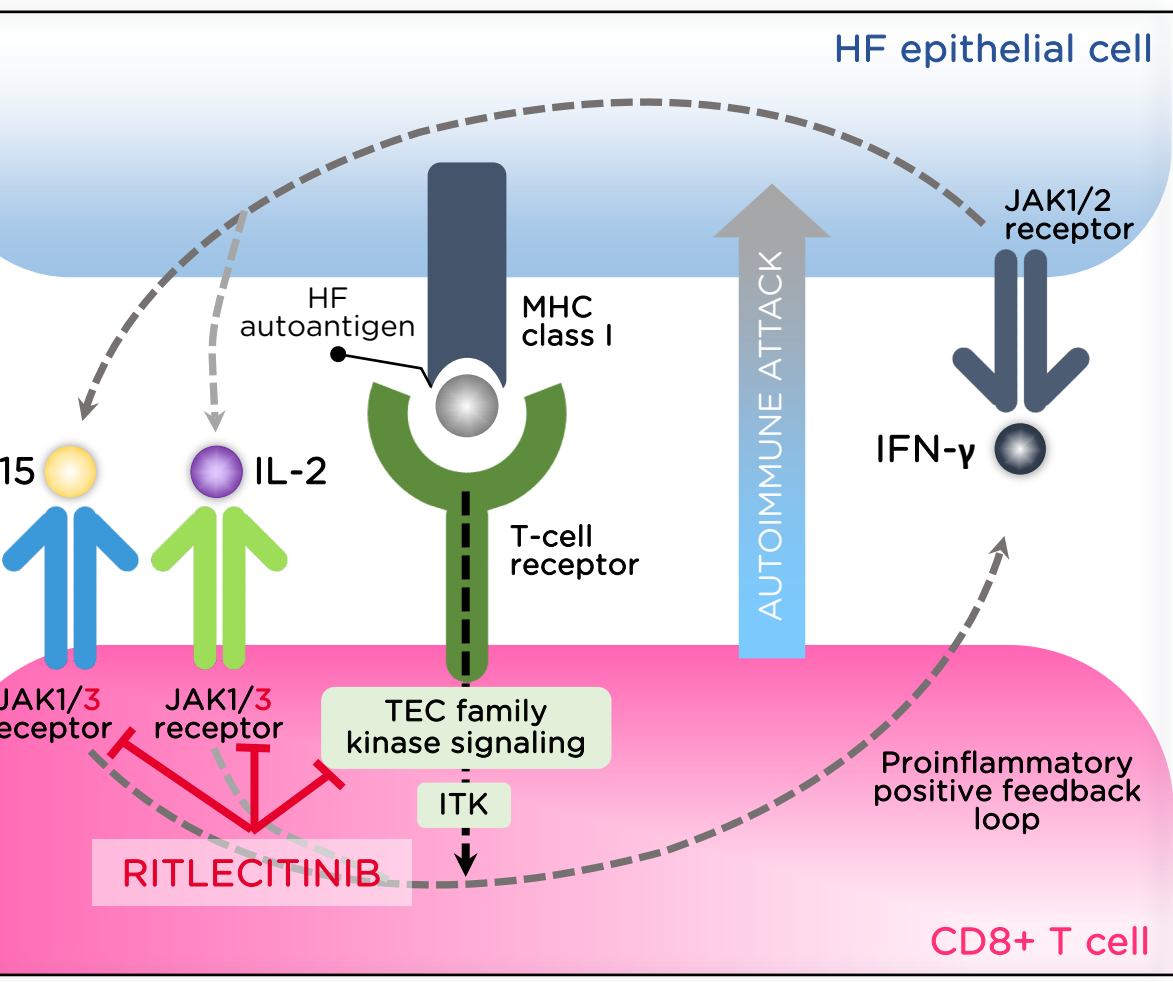 HF epithelial cell
JAK1/2
receptor
HF
autoantigen
MHC
class I
AUTOIMMUNE ATTACK
15
IL-2
IFN-γ
T-cell
receptor
JAK1/3
eceptor
JAK1/3
receptor
TEC family
kinase signaling
ITK
Proinflammatory
positive feedback
loop
RITLECITINIB
CD8+ T cell